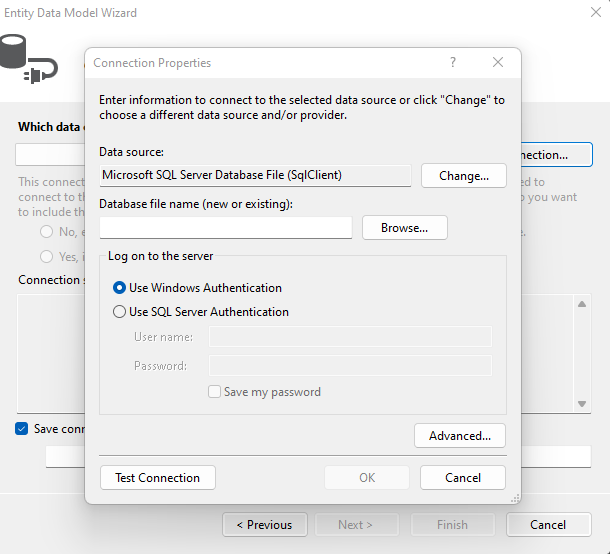 Entity Data Model Wizard
Connection Properties
?
Enter information to connect to the selected data source or click "Change" to
choose a different data source and/or provider.
Which data
Data source:
Microsoft SQL Server Database File (SqlClient)
Change...
nection...
This connect
ed to
connect to the
o you want
to include th
Database file name (new or existing):
Browse...
No, e
e.
Log on to the server
Yes, i
Connection s
Use Windows Authentication
Use SQL Server Authentication
User name:
Password:
Save my password
Save conn
Advanced...
Test Connection
OK
Cancel
< Previous
Next >
Finish
Cancel